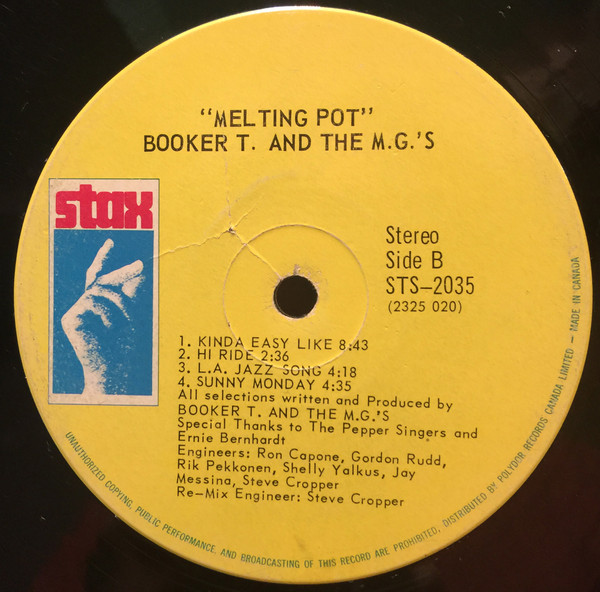 "MELTING POT"
BOOKER T. AND THE M.G.'S
stax
Stereo
Side B
STS-2035
(2325 020)
1. KINDA EASY LIKE 8:43
2. HI RIDE 2:36
3. L.A. JAZZ SONG 4:18
4. SUNNY MONDAY 4:35
All selections written and Produced by
BOOKER T. AND THE M.G.'S
Special Thanks to The Pepper Singers and
Ernie Bernhardt
Engineers: Ron Capone, Gordon Rudd,
Rik Pekkonen, Shelly Yalkus, Jay
Messina, Steve Cropper
Re-Mix Engineer: Steve Cropper
UNAUTHORIZED COPYING, PUBLIC PERFORMANCE, AND BROADCASTING OF THIS RECORD ARE PROHIBITED. DISTRIBUTED BY POLYDOR RECORDS CANADA LIMITED - MADE IN CANADA